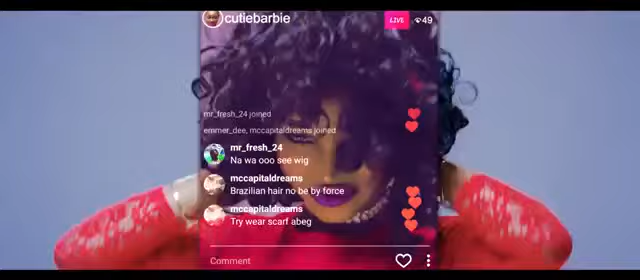 cutiebarbie
LIVE
49
mr_fresh_24 joined
emmer_dee, mccapitaldreams joined
mr_fresh_24
Na wa ooo see wig
mccapitaldreams
Brazilian hair no be by force
mccapitaldreams
Try wear scarf abeg
Comment